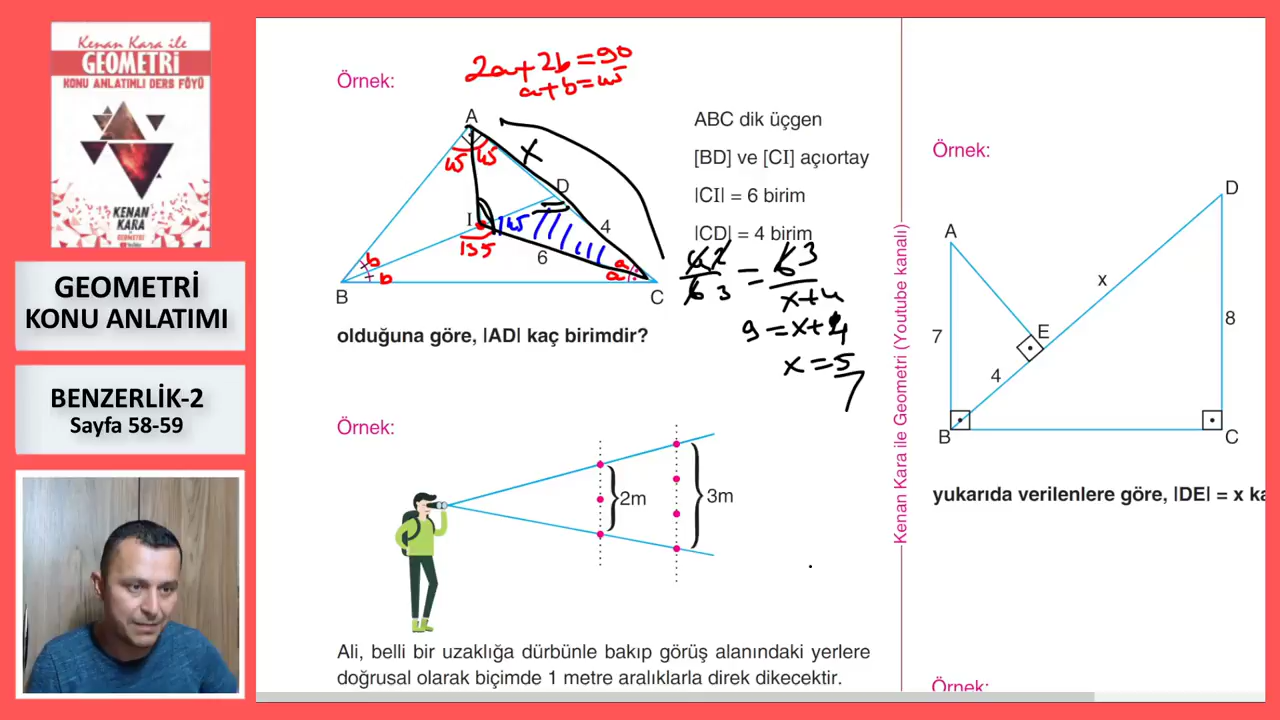 Kenan Kara ile
GEOMETRİ
KONU ANLATIMLI DERS FÖYÜ
KENAN
KARA
GEOMETRİ KONU ANLATIMI
BENZERLİK-2
Sayfa 58-59
Örnek:
2a+2b=90
a+b=45
A
45 45
X
D
I
145
4
135
6
b
b
a
a
B
C
ABC dik üçgen
[BD] ve [CI] açıortay
|CI| = 6 birim
|CD| = 4 birim
9=x+4
x=5
olduğuna göre, |AD| kaç birimdir?
Örnek:
2m
3m
Ali, belli bir uzaklığa dürbünle bakıp görüş alanındaki yerlere
doğrusal olarak biçimde 1 metre aralıklarla direk dikecektir.
Kenan Kara ile Geometri (Youtube kanalı)
Örnek:
D
A
x
E
7
8
4
B
C
yukarıda verilenlere göre, |DE| = x ka
Örnek: